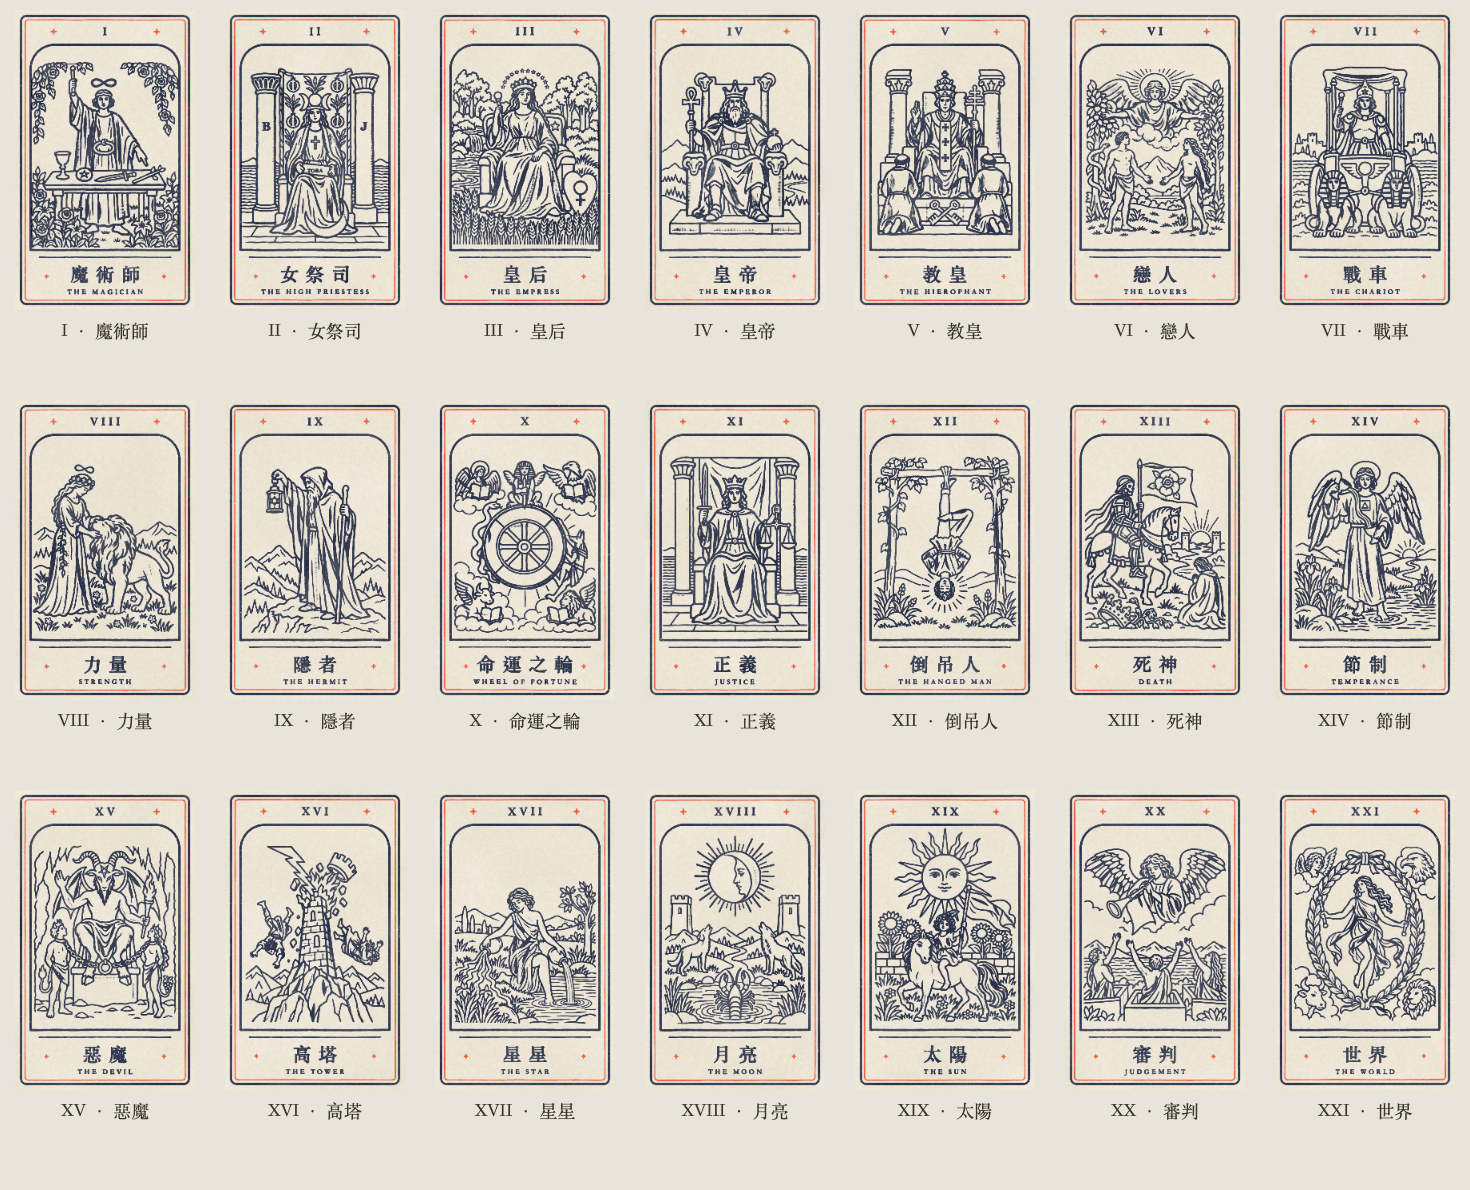 I
魔術師
THE MAGICIAN
I · 魔術師
II
B
J
TORA
女祭司
THE HIGH PRIESTESS
II · 女祭司
III
皇后
THE EMPRESS
III · 皇后
IV
皇帝
THE EMPEROR
IV · 皇帝
V
教皇
THE HIEROPHANT
V · 教皇
VI
戀人
THE LOVERS
VI · 戀人
VII
戰車
THE CHARIOT
VII · 戰車
VIII
力量
STRENGTH
VIII · 力量
IX
隱者
THE HERMIT
IX · 隱者
X
命運之輪
WHEEL OF FORTUNE
X · 命運之輪
XI
正義
JUSTICE
XI · 正義
XII
倒吊人
THE HANGED MAN
XII · 倒吊人
XIII
死神
DEATH
XIII · 死神
XIV
節制
TEMPERANCE
XIV · 節制
XV
惡魔
THE DEVIL
XV · 惡魔
XVI
高塔
THE TOWER
XVI · 高塔
XVII
星星
THE STAR
XVII · 星星
XVIII
月亮
THE MOON
XVIII · 月亮
XIX
太陽
THE SUN
XIX · 太陽
XX
審判
JUDGEMENT
XX · 審判
XXI
世界
THE WORLD
XXI · 世界